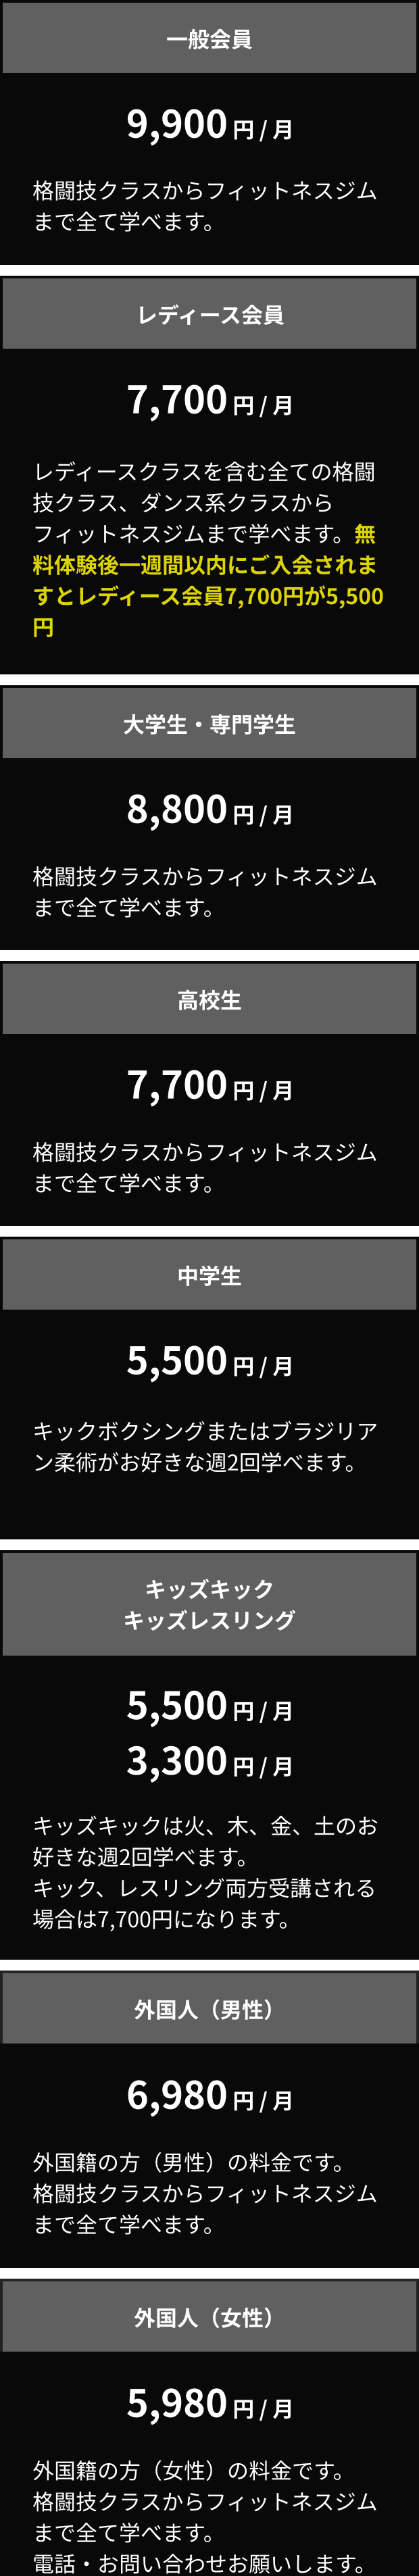 一般会員
9,900 円 / 月
格闘技クラスからフィットネスジム
まで全て学べます。
レディース会員
7,700 円 / 月
レディースクラスを含む全ての格闘
技クラス、ダンス系クラスから
フィットネスジムまで学べます。無
料体験後一週間以内にご入会されま
すとレディース会員7,700円が5,500
円
大学生・専門学生
8,800 円 / 月
格闘技クラスからフィットネスジム
まで全て学べます。
高校生
7,700 円 / 月
格闘技クラスからフィットネスジム
まで全て学べます。
中学生
5,500 円 / 月
キックボクシングまたはブラジリア
ン柔術がお好きな週2回学べます。
キッズキック
キッズレスリング
5,500 円 / 月
3,300 円 / 月
キッズキックは火、木、金、土のお
好きな週2回学べます。
キック、レスリング両方受講される
場合は7,700円になります。
外国人（男性）
6,980 円 / 月
外国籍の方（男性）の料金です。
格闘技クラスからフィットネスジム
まで全て学べます。
外国人（女性）
5,980 円 / 月
外国籍の方（女性）の料金です。
格闘技クラスからフィットネスジム
まで全て学べます。
電話・お問い合わせお願いします。